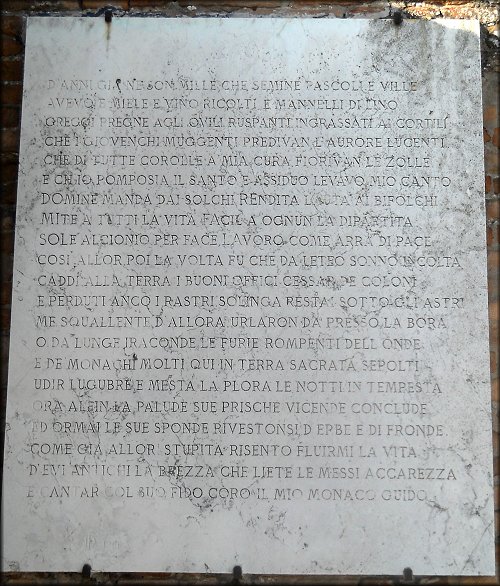 D'ANNI GIÀ NE SON MILLE CHE SEMINE PASCOLI E VILLE
AVEVO E MIELE E VINO RICOLTI E MANNELLI DI LINO
GREGGI PREGNE AGLI OVILI RUSPANTI INGRASSATI AI CORTILI
CHE I GIOVENCHI MUGGENTI PREDIVAN L'AURORE LUCENTI
CHE DI TUTTE COROLLE A MIA CURA FIORIVAN LE ZOLLE
E CH'IO POMPOSIA IL SANTO E ASSIDUO LEVAVO MIO CANTO
DOMINE MANDA DAI SOLCHI RENDITA LAUTA AI BIFOLCHI
MITE A TUTTI LA VITA FACIL A OGNUN LA DIPARTITA
SOLE ALCIONIO PER FACE LAVORO COME ARRA DI PACE
COSÌ ALLOR POI LA VOLTA FU CHE DA LETEO SONNO INCOLTA
CADDI ALLA TERRA I BUONI OFFICI CESSAR DE COLONI
E PERDUTI ANCO I RASTRI SOLINGA RESTAI SOTTO GLI ASTRI
ME SQUALLENTE D'ALLORA URLARON DA PRESSO LA BORA
O DA LUNGE IRACONDE LE FURIE ROMPENTI DELL'ONDE
E DE MONACHI MOLTI QUI IN TERRA SACRATA SEPOLTI
UDIR LUGUBRE E MESTA LA PLORA LE NOTTI IN TEMPESTA
ORA ALFIN LA PALUDE SUE PRISCHE VICENDE CONCLUDE
ED ORMAI LE SUE SPONDE RIVESTONSI D'ERBE E DI FRONDE
COME GIÀ ALLOR STUPITA RISENTO FLUIRMI LA VITA
D'EVI ANTICHI LA BREZZA CHE LIETE LE MESSI ACCAREZZA
E CANTAR COL SUO FIDO CORO IL MIO MONACO GUIDO